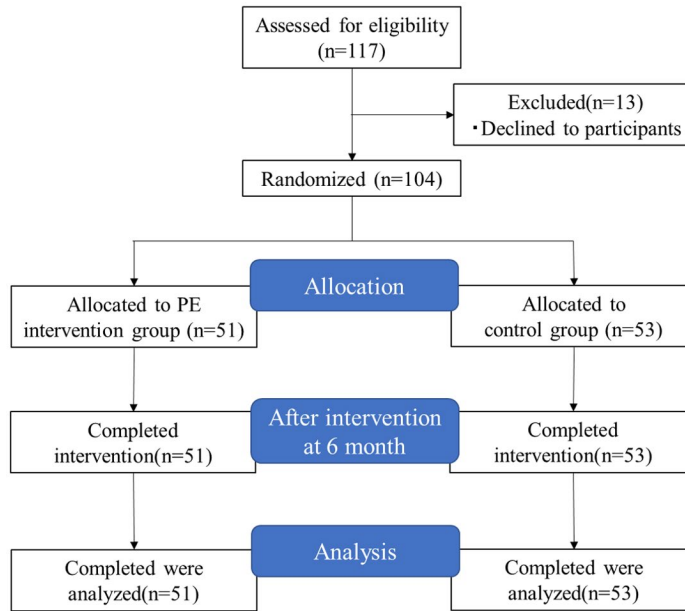 Assessed for eligibility
(n=117)
Excluded(n=13)
・Declined to participants
Randomized (n=104)
Allocation
Allocated to PE
intervention group (n=51)
Allocated to
control group (n=53)
After intervention
at 6 month
Completed
intervention(n=51)
Completed
intervention(n=53)
Analysis
Completed were
analyzed(n=51)
Completed were
analyzed(n=53)